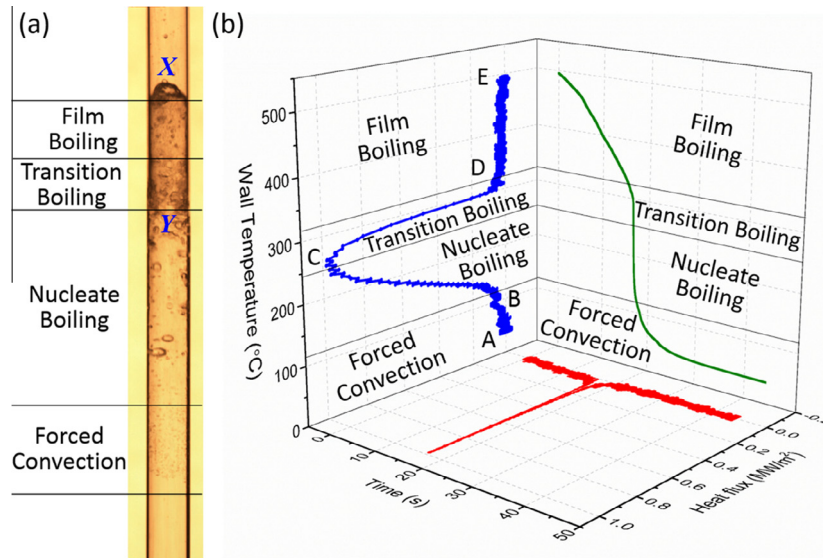 (a)
X
Film
Boiling
Transition
Boiling
Y
Nucleate
Boiling
Forced
Convection
(b)
Wall Temperature (°C)
500
400
300
200
100
0
E
Film
Boiling
D
Transition Boiling
C
Nucleate
Boiling
B
A
Forced
Convection
Film
Boiling
Transition Boiling
Nucleate
Boiling
Forced
Convection
0
10
20
30
40
50
Time (s)
0.0
0.2
0.4
0.6
0.8
1.0
Heat flux (MW/m²)